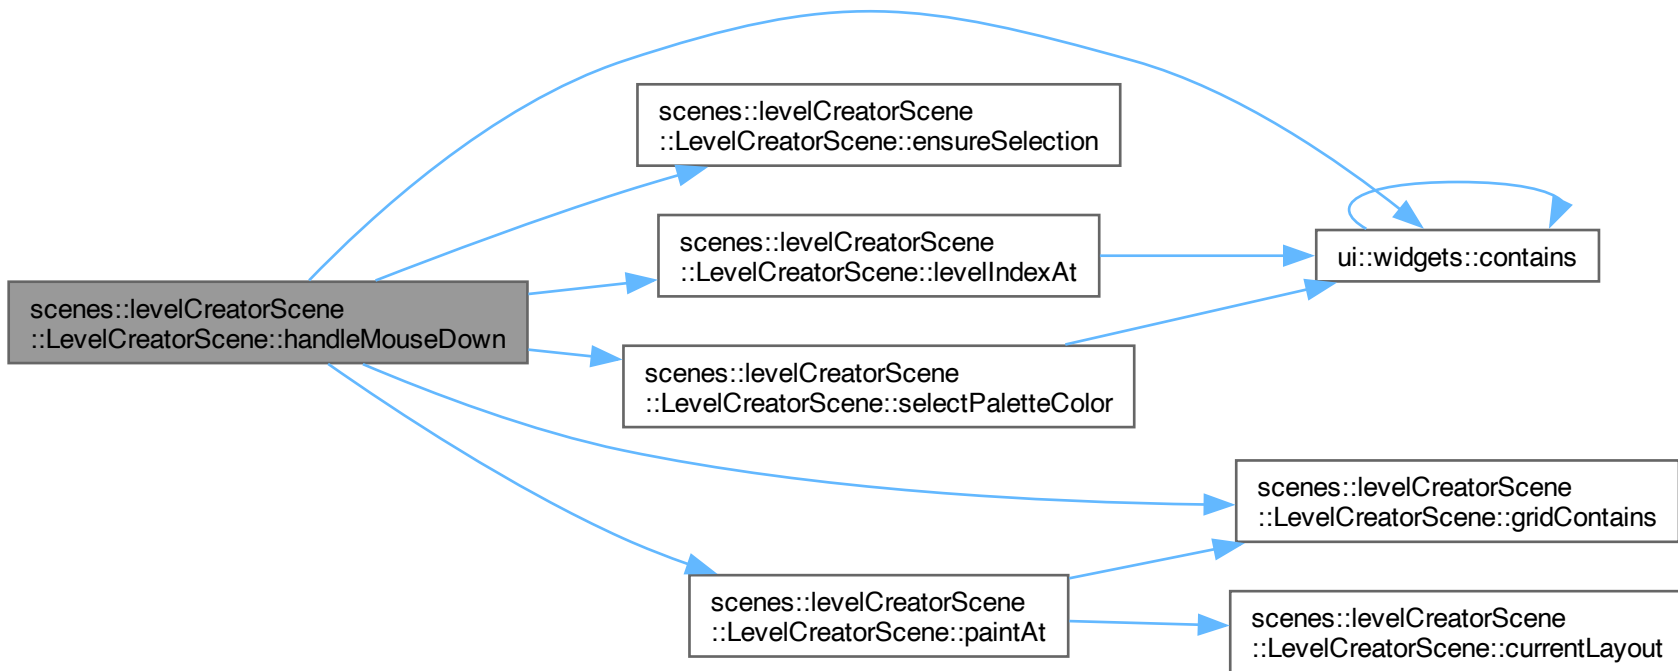 scenes::levelCreatorScene
::LevelCreatorScene::handleMouseDown
scenes::levelCreatorScene
::LevelCreatorScene::ensureSelection
scenes::levelCreatorScene
::LevelCreatorScene::levelIndexAt
scenes::levelCreatorScene
::LevelCreatorScene::selectPaletteColor
scenes::levelCreatorScene
::LevelCreatorScene::paintAt
ui::widgets::contains
scenes::levelCreatorScene
::LevelCreatorScene::gridContains
scenes::levelCreatorScene
::LevelCreatorScene::currentLayout